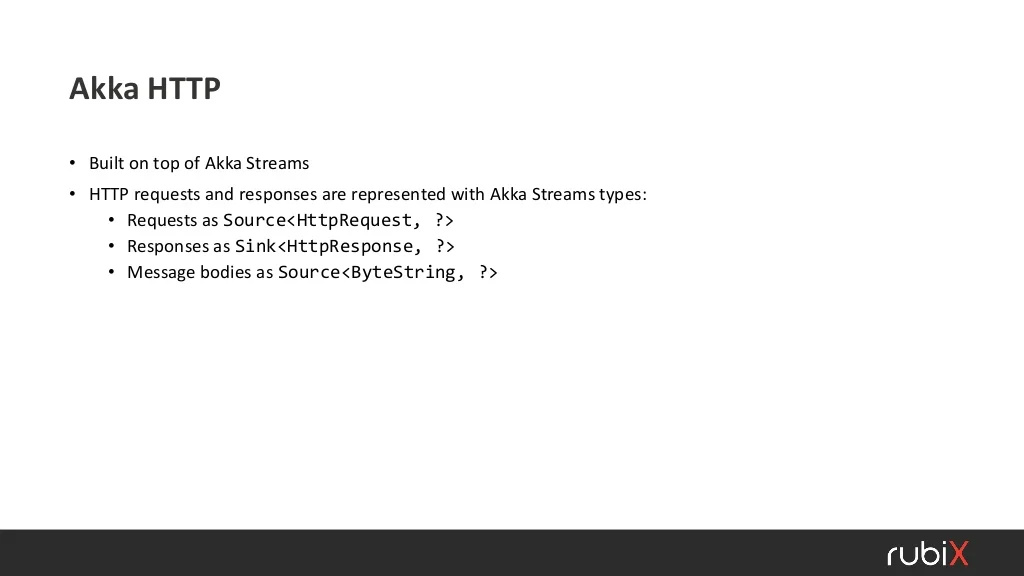 Akka HTTP
• Built on top of Akka Streams
• HTTP requests and responses are represented with Akka Streams types:
• Requests as Source<HttpRequest, ?>
• Responses as Sink<HttpResponse, ?>
• Message bodies as Source<ByteString, ?>
rubiX